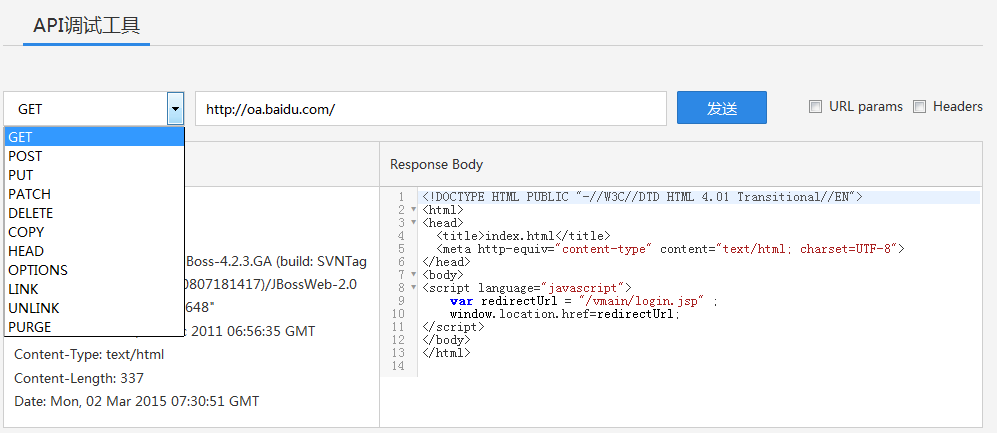 API调试工具
GET
http://oa.baidu.com/
发送
URL params
Headers
GET
POST
PUT
PATCH
DELETE
COPY
HEAD
OPTIONS
LINK
UNLINK
PURGE
Boss-4.2.3.GA (build: SVNTag
0807181417)/JBossWeb-2.0
648"
2011 06:56:35 GMT
Content-Type: text/html
Content-Length: 337
Date: Mon, 02 Mar 2015 07:30:51 GMT
Response Body
1 <!DOCTYPE HTML PUBLIC "-//W3C//DTD HTML 4.01 Transitional//EN">
2 <html>
3 <head>
4 <title>index.html</title>
5 <meta http-equiv="content-type" content="text/html; charset=UTF-8">
6 </head>
7 <body>
8 <script language="javascript">
9 var redirectUrl = "/vmain/login.jsp" ;
10 window.location.href=redirectUrl;
11 </script>
12 </body>
13 </html>
14